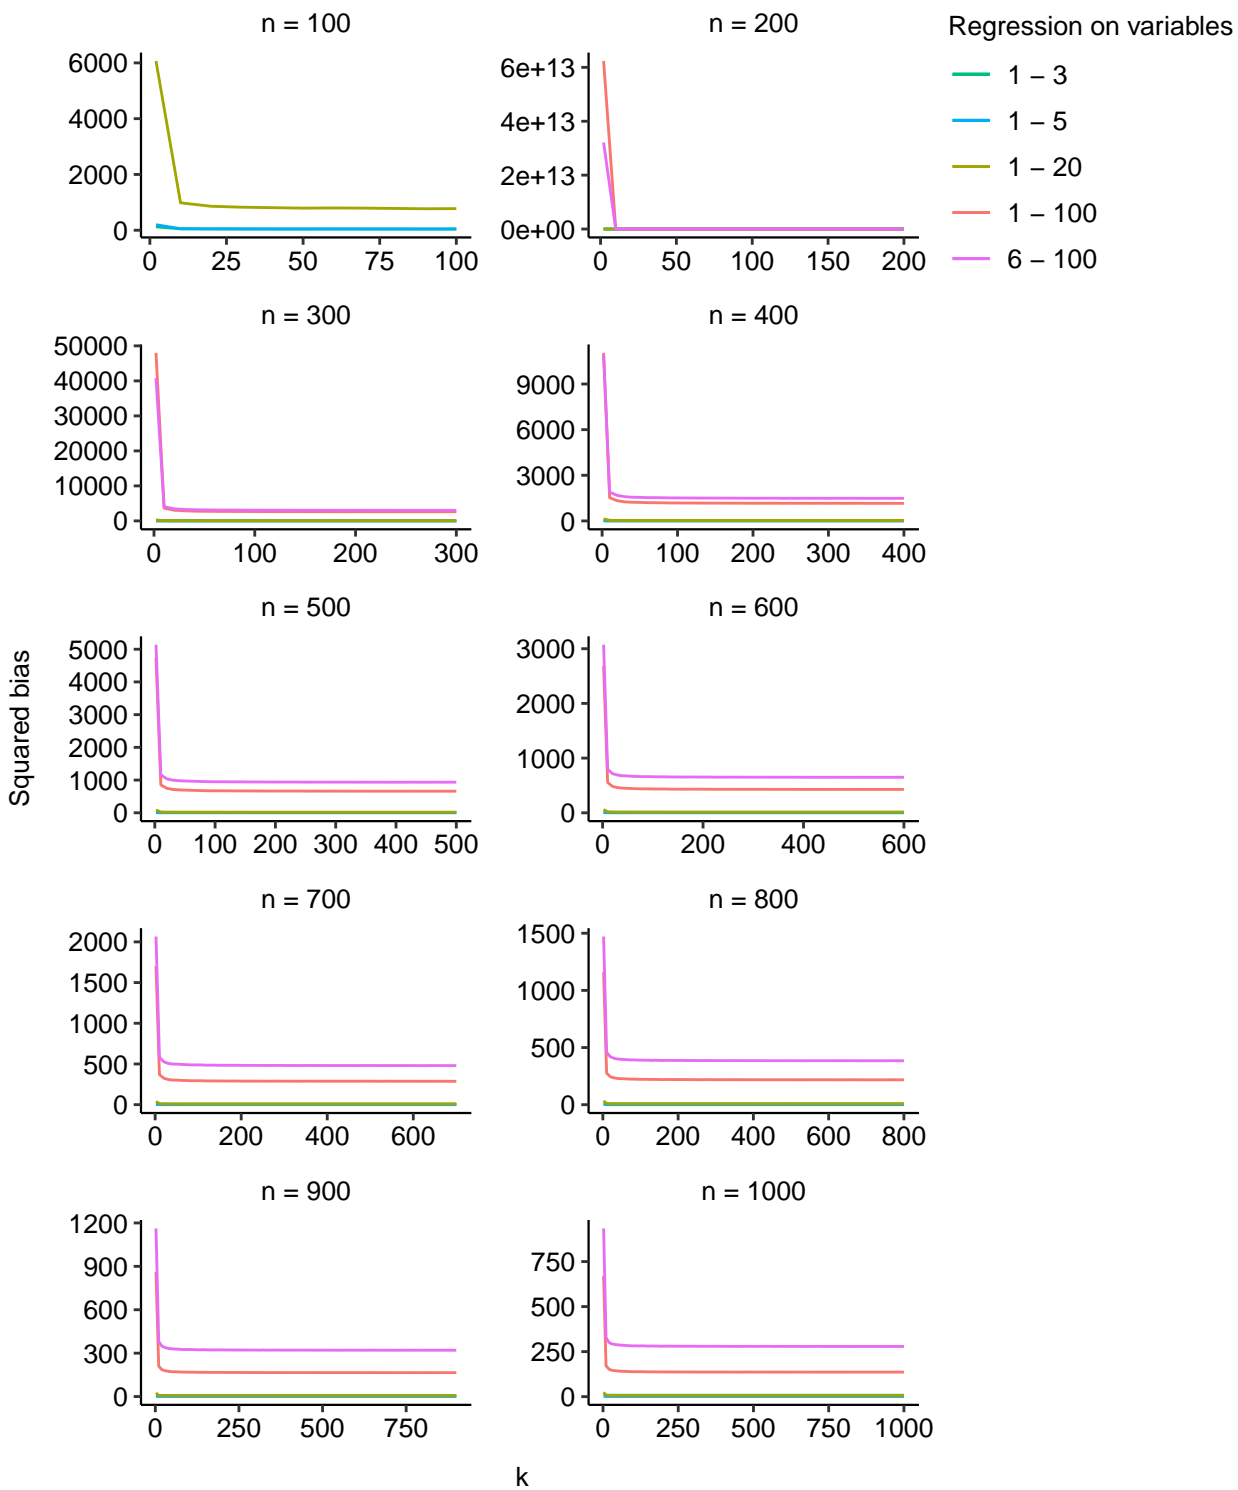 n = 100
n = 200
Regression on variables
1 − 3
1 − 5
1 − 20
1 − 100
6 − 100
6000
4000
2000
0
0 25 50 75 100
6e+13
4e+13
2e+13
0e+00
0 50 100 150 200
n = 300
n = 400
50000
40000
30000
20000
10000
0
0 100 200 300
9000
6000
3000
0
0 100 200 300 400
n = 500
n = 600
Squared bias
5000
4000
3000
2000
1000
0
0 100 200 300 400 500
3000
2000
1000
0
0 200 400 600
n = 700
n = 800
2000
1500
1000
500
0
0 200 400 600
1500
1000
500
0
0 200 400 600 800
n = 900
n = 1000
1200
900
600
300
0
0 250 500 750
750
500
250
0
0 250 500 750 1000
k